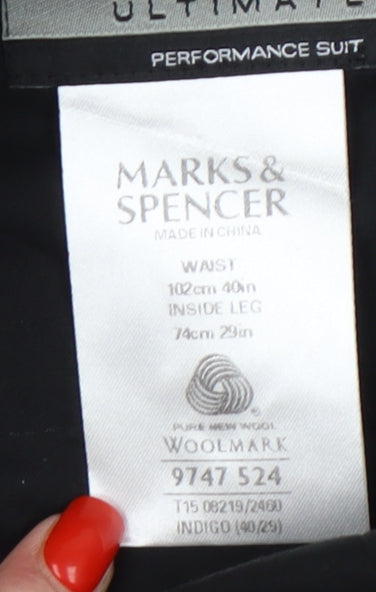 ULTIMATE
PERFORMANCE SUIT
MARKS &
SPENCER
MADE IN CHINA
WAIST
102cm 40in
INSIDE LEG
74cm 29in
PURE NEW WOOL
WOOLMARK
9747 524
T15 08219/2460
INDIGO (40/29)